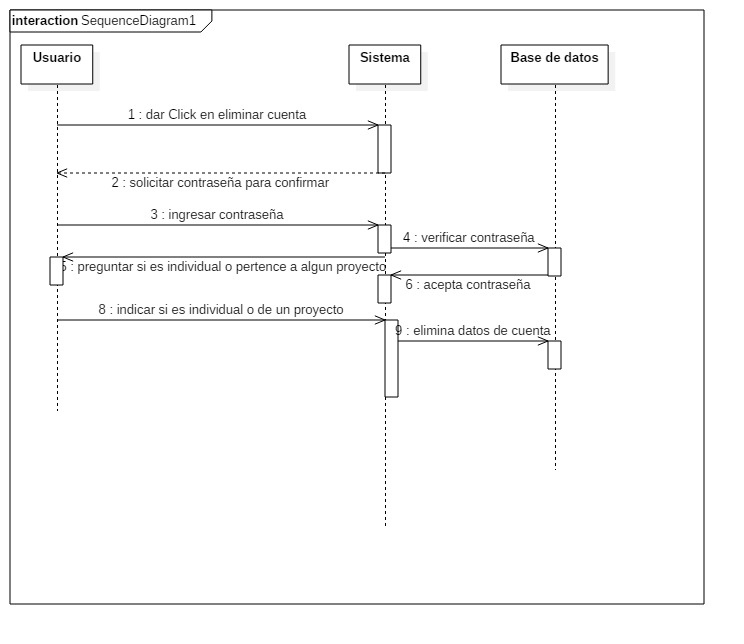 interaction SequenceDiagram1
Usuario
Sistema
Base de datos
1 : dar Click en eliminar cuenta
2 : solicitar contraseña para confirmar
3 : ingresar contraseña
4 : verificar contraseña
5 : preguntar si es individual o pertence a algun proyecto
6 : acepta contraseña
8 : indicar si es individual o de un proyecto
9 : elimina datos de cuenta